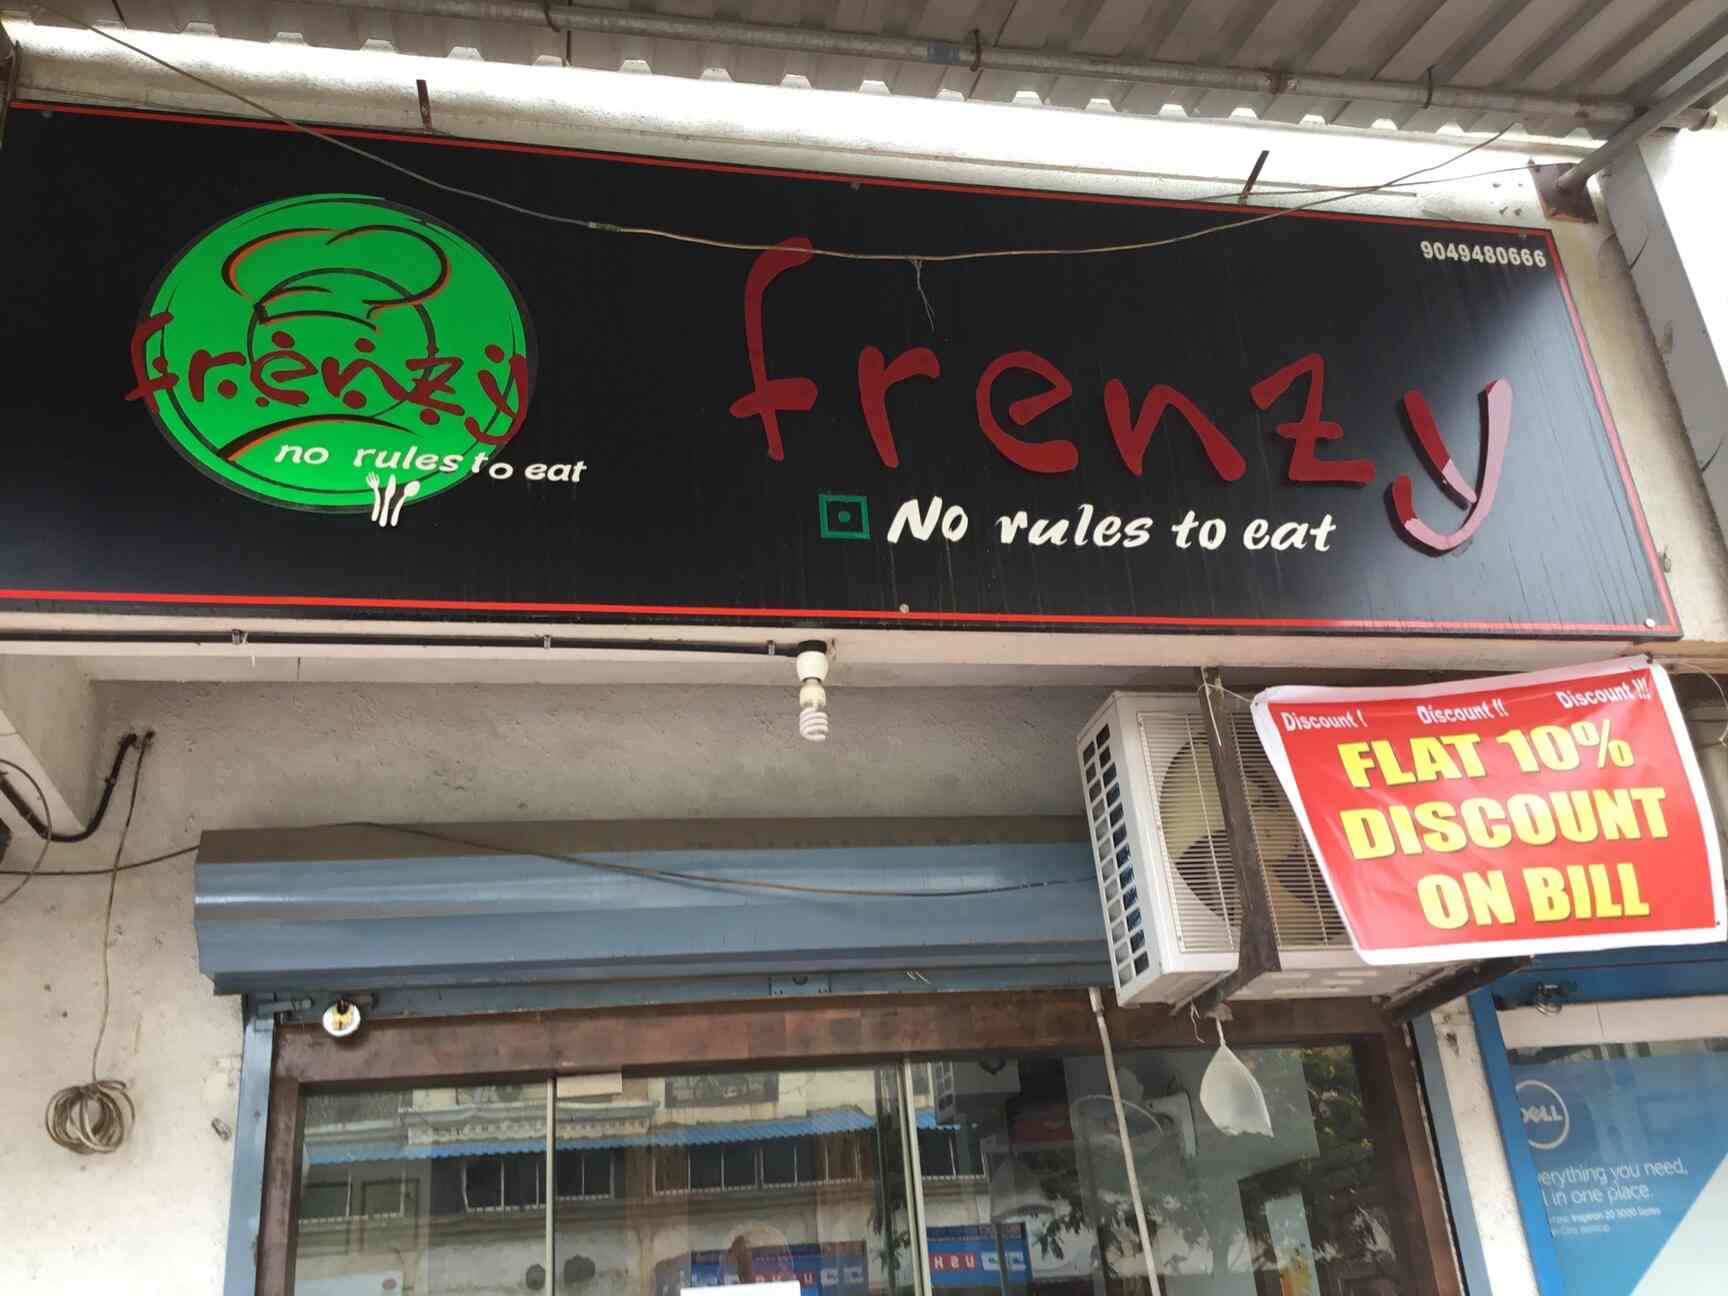 frenzy
no rules to eat
frenzy
No rules to eat
9049480666
Discount ! Discount !! Discount !!!
FLAT 10%
DISCOUNT
ON BILL
DELL
verything you need,
in one place.